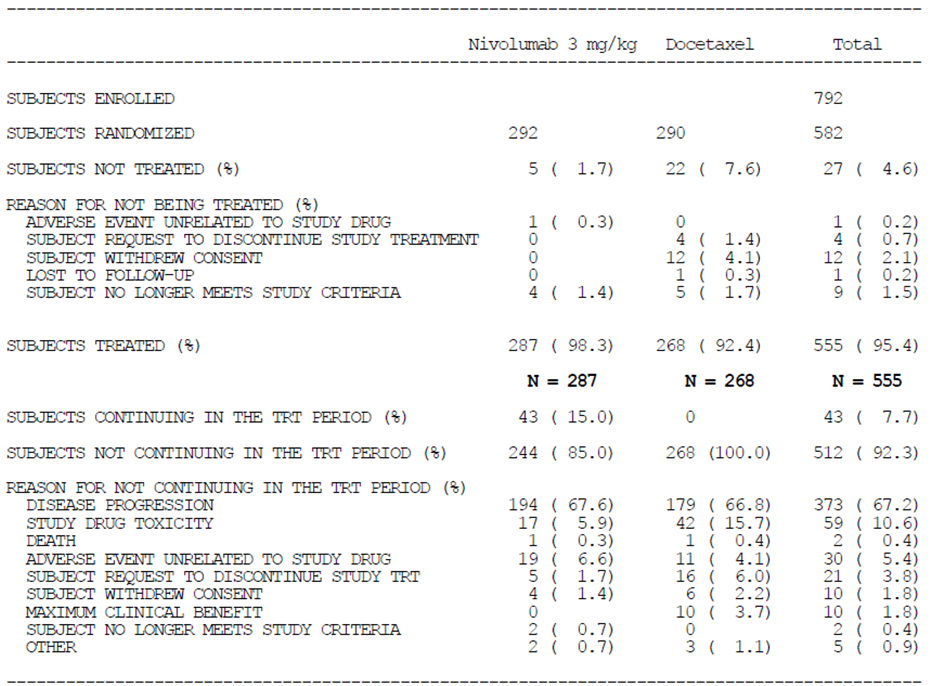 Nivolumab 3 mg/kg Docetaxel Total
SUBJECTS ENROLLED 792
SUBJECTS RANDOMIZED 292 290 582
SUBJECTS NOT TREATED (%) 5 ( 1.7) 22 ( 7.6) 27 ( 4.6)
REASON FOR NOT BEING TREATED (%)
ADVERSE EVENT UNRELATED TO STUDY DRUG 1 ( 0.3) 0 1 ( 0.2)
SUBJECT REQUEST TO DISCONTINUE STUDY TREATMENT 0 4 ( 1.4) 4 ( 0.7)
SUBJECT WITHDREW CONSENT 0 12 ( 4.1) 12 ( 2.1)
LOST TO FOLLOW-UP 0 1 ( 0.3) 1 ( 0.2)
SUBJECT NO LONGER MEETS STUDY CRITERIA 4 ( 1.4) 5 ( 1.7) 9 ( 1.5)
SUBJECTS TREATED (%) 287 ( 98.3) 268 ( 92.4) 555 ( 95.4)
N = 287 N = 268 N = 555
SUBJECTS CONTINUING IN THE TRT PERIOD (%) 43 ( 15.0) 0 43 ( 7.7)
SUBJECTS NOT CONTINUING IN THE TRT PERIOD (%) 244 ( 85.0) 268 (100.0) 512 ( 92.3)
REASON FOR NOT CONTINUING IN THE TRT PERIOD (%)
DISEASE PROGRESSION 194 ( 67.6) 179 ( 66.8) 373 ( 67.2)
STUDY DRUG TOXICITY 17 ( 5.9) 42 ( 15.7) 59 ( 10.6)
DEATH 1 ( 0.3) 1 ( 0.4) 2 ( 0.4)
ADVERSE EVENT UNRELATED TO STUDY DRUG 19 ( 6.6) 11 ( 4.1) 30 ( 5.4)
SUBJECT REQUEST TO DISCONTINUE STUDY TRT 5 ( 1.7) 16 ( 6.0) 21 ( 3.8)
SUBJECT WITHDREW CONSENT 4 ( 1.4) 6 ( 2.2) 10 ( 1.8)
MAXIMUM CLINICAL BENEFIT 0 10 ( 3.7) 10 ( 1.8)
SUBJECT NO LONGER MEETS STUDY CRITERIA 2 ( 0.7) 0 2 ( 0.4)
OTHER 2 ( 0.7) 3 ( 1.1) 5 ( 0.9)